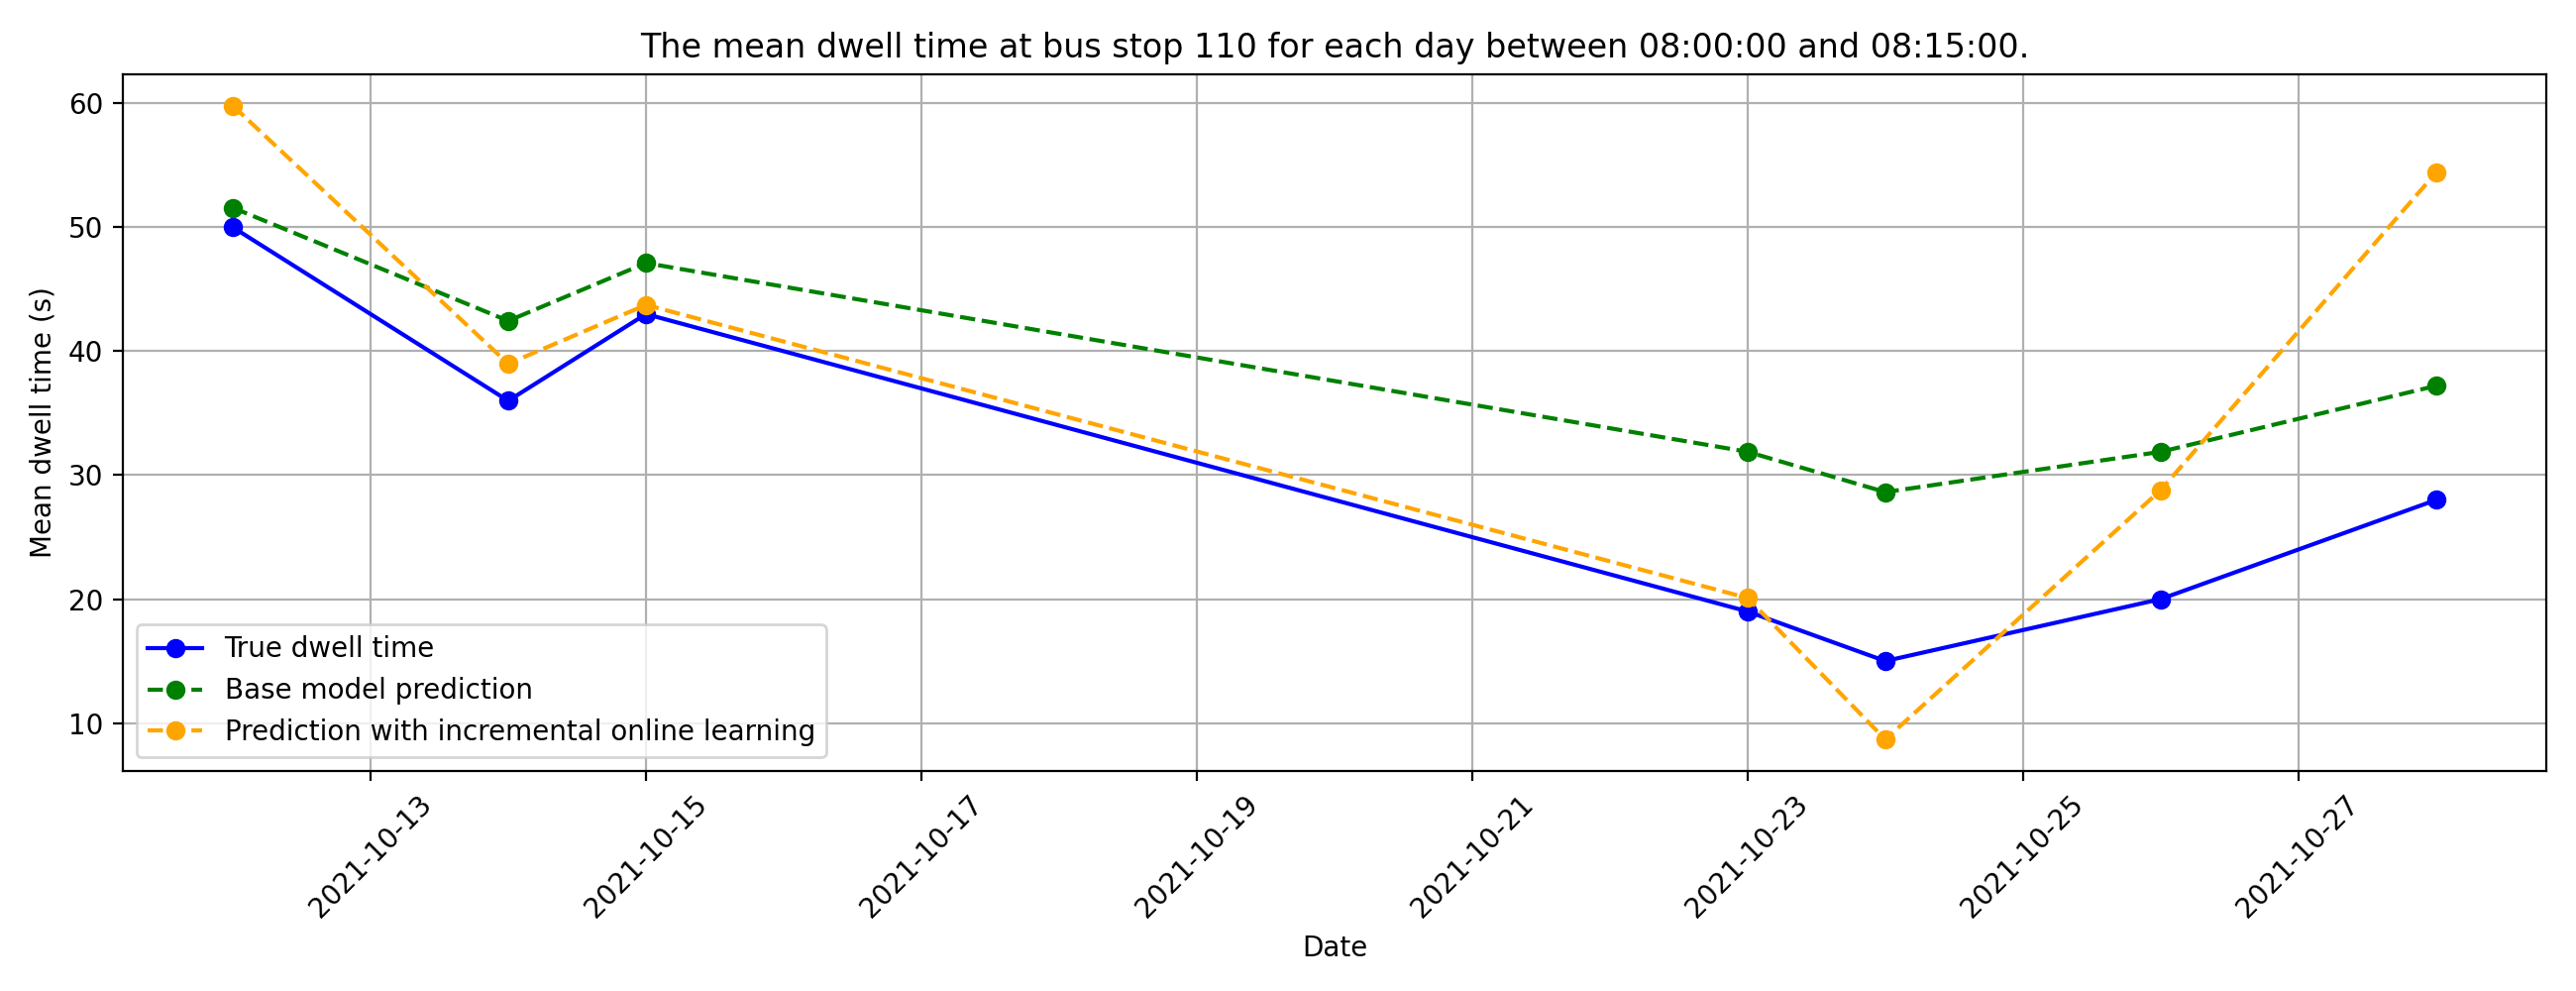 The mean dwell time at bus stop 110 for each day between 08:00:00 and 08:15:00.
Mean dwell time (s)
60
50
40
30
20
10
True dwell time
Base model prediction
Prediction with incremental online learning
2021-10-13
2021-10-15
2021-10-17
2021-10-19
2021-10-21
2021-10-23
2021-10-25
2021-10-27
Date